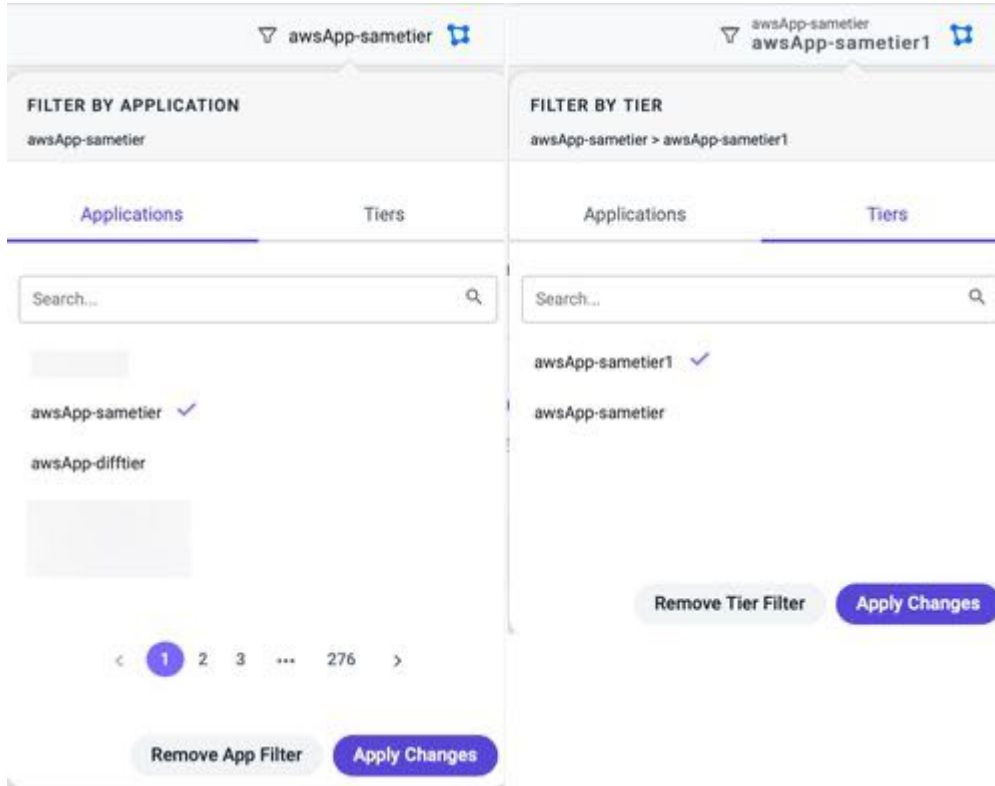 awsApp-sametier
FILTER BY APPLICATION
awsApp-sametier
Applications Tiers
Search...
awsApp-sametier
awsApp-difftier
1 2 3 ... 276
Remove App Filter Apply Changes
awsApp-sametier
awsApp-sametier1
FILTER BY TIER
awsApp-sametier > awsApp-sametier1
Applications Tiers
Search...
awsApp-sametier1
awsApp-sametier
Remove Tier Filter Apply Changes